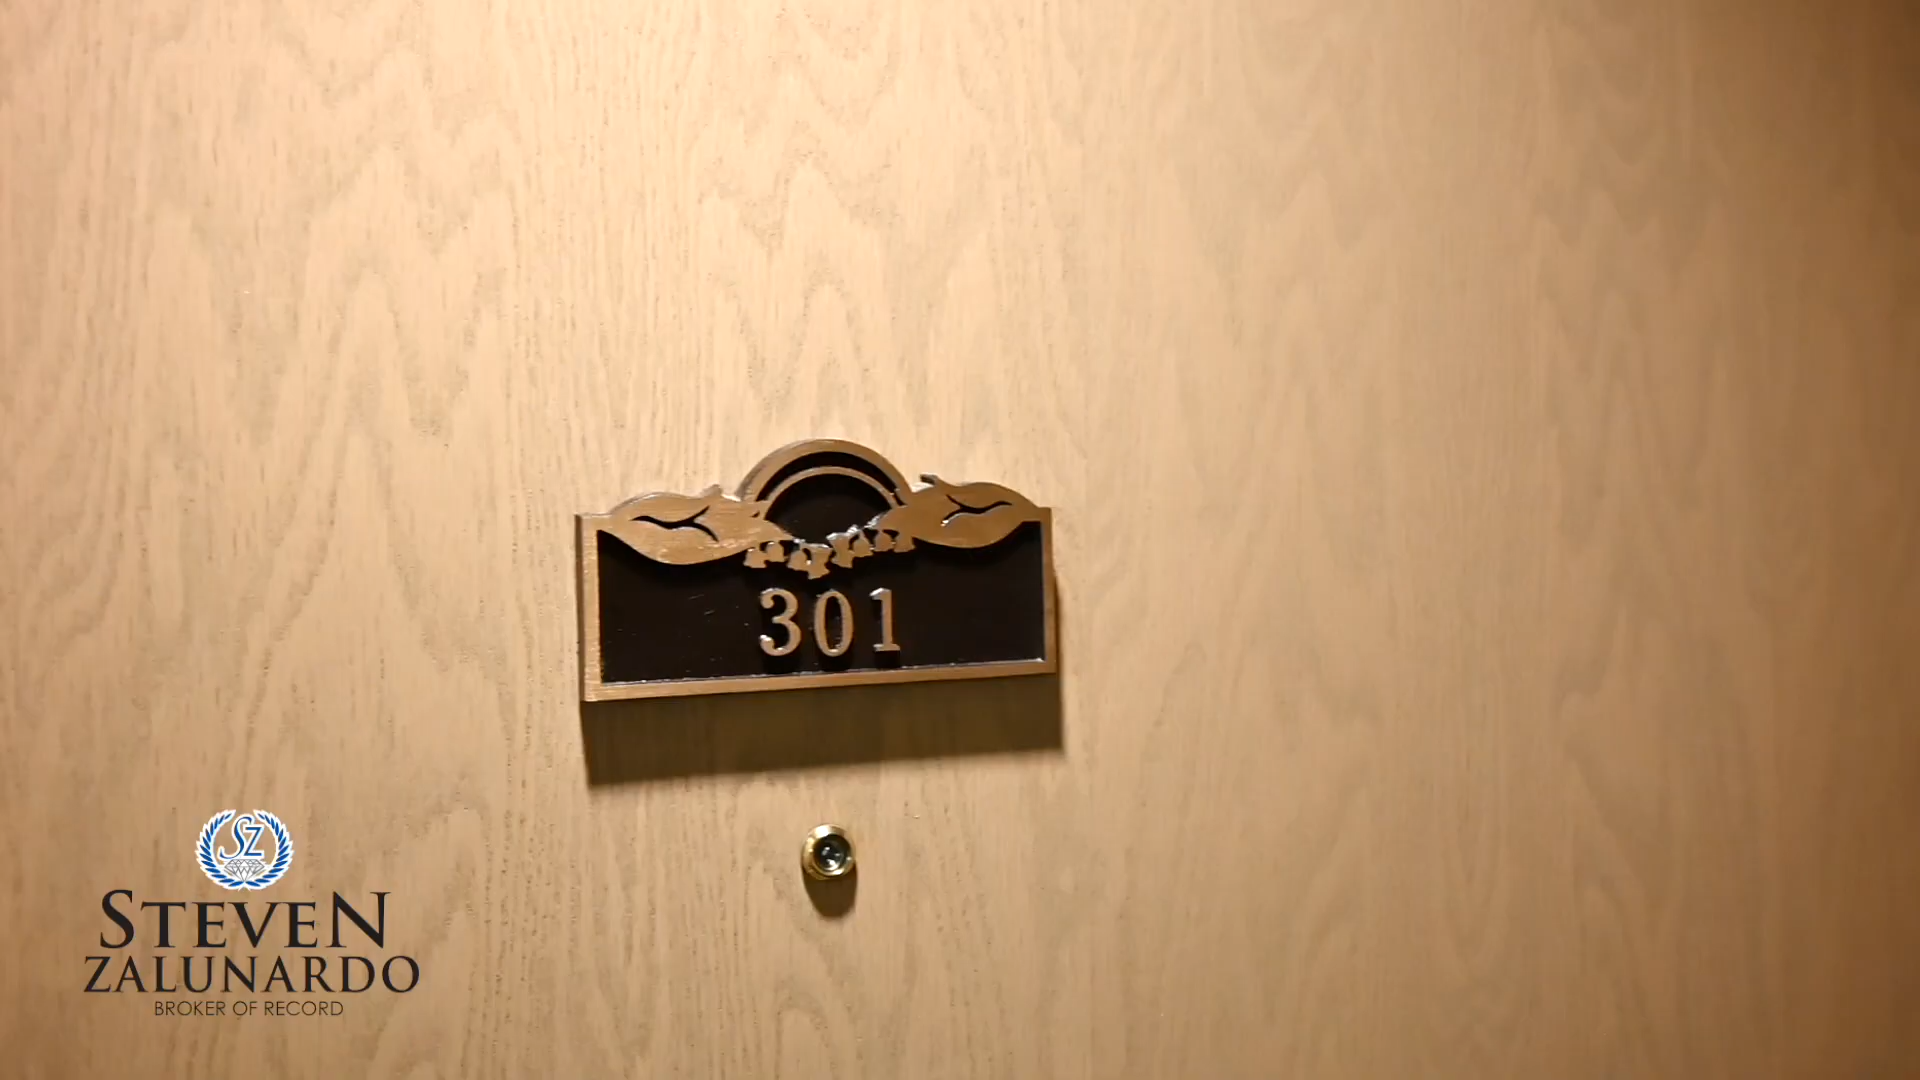 301
SZ
STEVEN
ZALUNARDO
BROKER OF RECORD